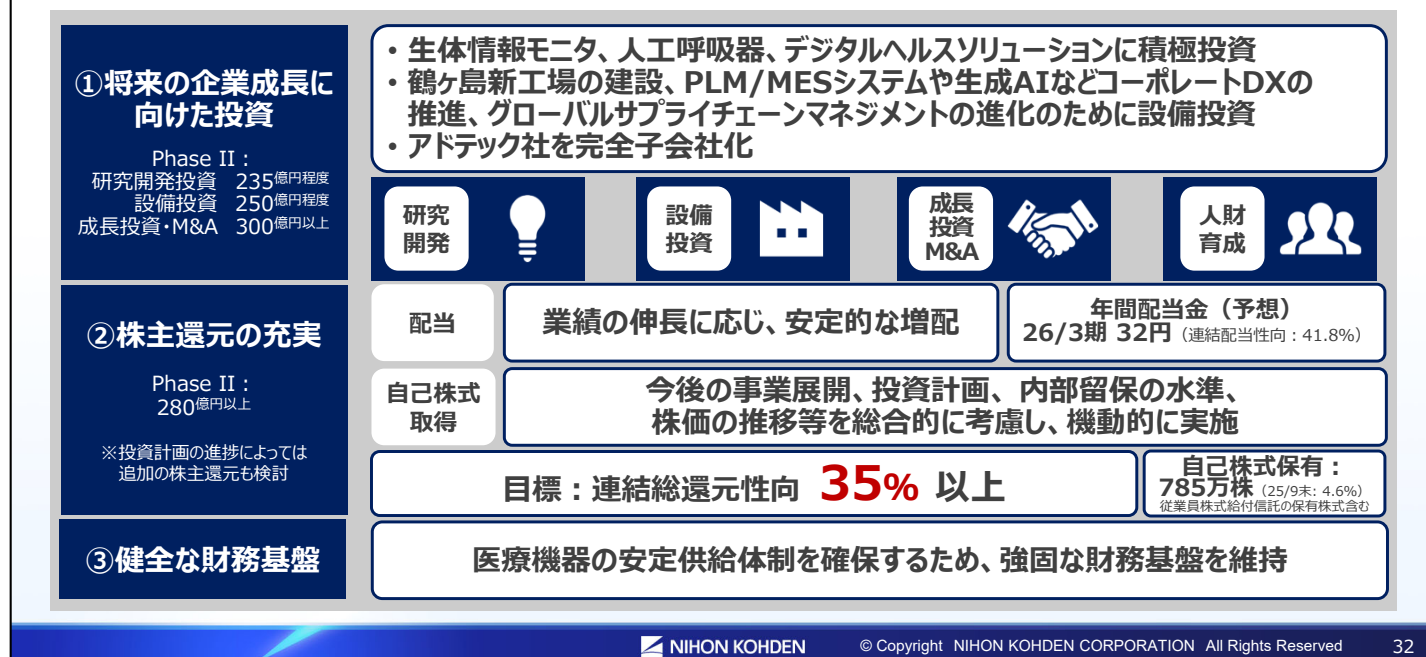 ①将来の企業成長に
向けた投資
Phase II：
研究開発投資 235億円程度
設備投資 250億円程度
成長投資・M&A 300億円以上
・生体情報モニタ、人工呼吸器、デジタルヘルスソリューションに積極投資
・鶴ヶ島新工場の建設、PLM/MESシステムや生成AIなどコーポレートDXの
推進、グローバルサプライチェーンマネジメントの進化のために設備投資
・アドテック社を完全子会社化
研究
開発
設備
投資
成長
投資
M&A
人財
育成
②株主還元の充実
Phase II：
280億円以上
※投資計画の進捗によっては
追加の株主還元も検討
配当
業績の伸長に応じ、安定的な増配
年間配当金（予想）
26/3期 32円（連結配当性向：41.8%）
自己株式
取得
今後の事業展開、投資計画、内部留保の水準、
株価の推移等を総合的に考慮し、機動的に実施
目標：連結総還元性向 35% 以上
自己株式保有：
785万株（25/9末: 4.6%）
従業員株式給付信託の保有株式含む
③健全な財務基盤
医療機器の安定供給体制を確保するため、強固な財務基盤を維持
NIHON KOHDEN
© Copyright NIHON KOHDEN CORPORATION All Rights Reserved
32